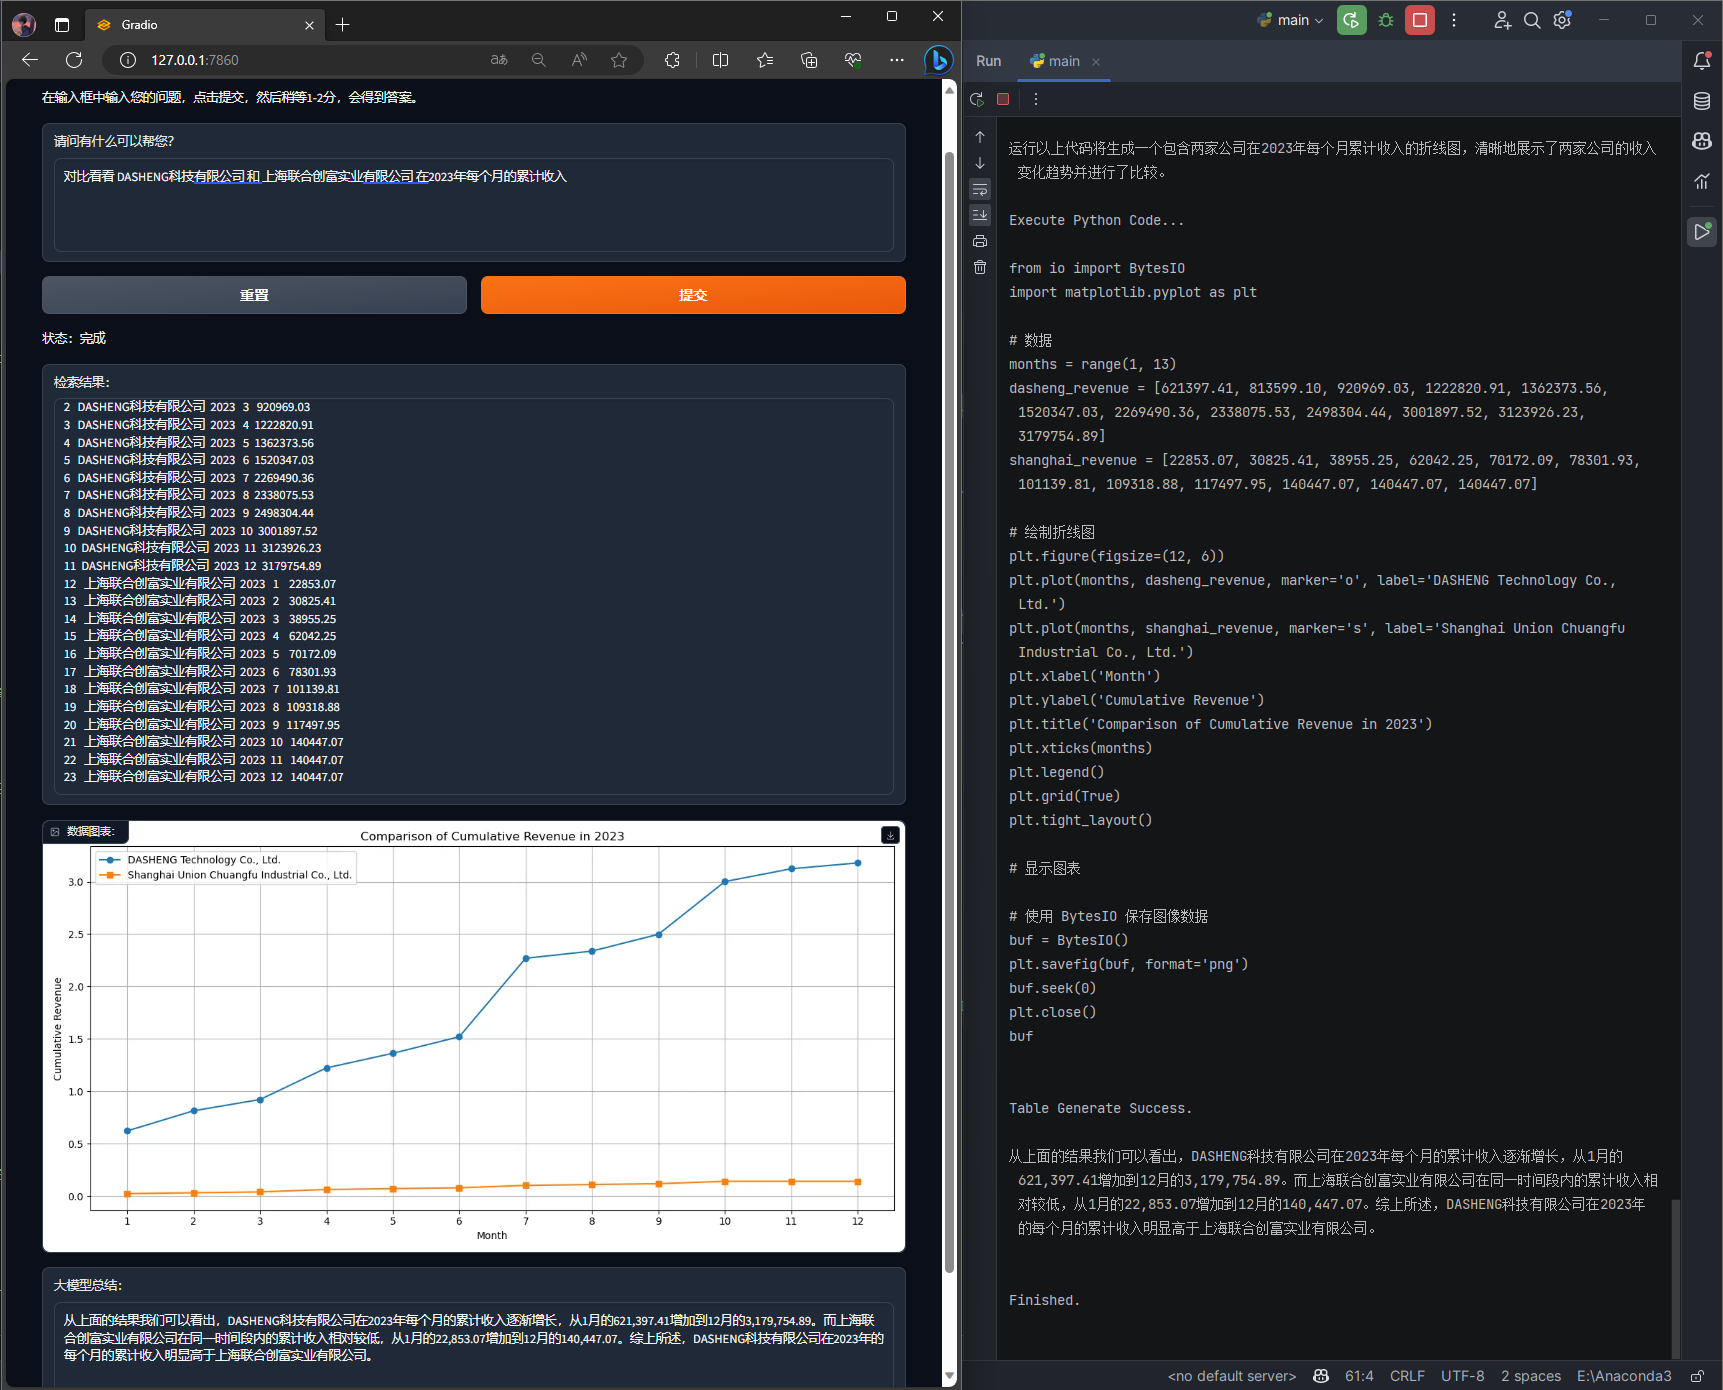 Gradio
127.0.0.1:7860
在输入框中输入您的问题，点击提交，然后稍等1-2分，会得到答案。
请问有什么可以帮您?
对比看看 DASHENG科技有限公司 和 上海联合创富实业有限公司 在2023年每个月的累计收入
重置
提交
状态：完成
检索结果：
2 DASHENG科技有限公司 2023 3 920969.03
3 DASHENG科技有限公司 2023 4 1222820.91
4 DASHENG科技有限公司 2023 5 1362373.56
5 DASHENG科技有限公司 2023 6 1520347.03
6 DASHENG科技有限公司 2023 7 2269490.36
7 DASHENG科技有限公司 2023 8 2338075.53
8 DASHENG科技有限公司 2023 9 2498304.44
9 DASHENG科技有限公司 2023 10 3001897.52
10 DASHENG科技有限公司 2023 11 3123926.23
11 DASHENG科技有限公司 2023 12 3179754.89
12 上海联合创富实业有限公司 2023 1 22853.07
13 上海联合创富实业有限公司 2023 2 30825.41
14 上海联合创富实业有限公司 2023 3 38955.25
15 上海联合创富实业有限公司 2023 4 62042.25
16 上海联合创富实业有限公司 2023 5 70172.09
17 上海联合创富实业有限公司 2023 6 78301.93
18 上海联合创富实业有限公司 2023 7 101139.81
19 上海联合创富实业有限公司 2023 8 109318.88
20 上海联合创富实业有限公司 2023 9 117497.95
21 上海联合创富实业有限公司 2023 10 140447.07
22 上海联合创富实业有限公司 2023 11 140447.07
23 上海联合创富实业有限公司 2023 12 140447.07
数据图表：
Comparison of Cumulative Revenue in 2023
DASHENG Technology Co., Ltd.
Shanghai Union Chuangfu Industrial Co., Ltd.
3.0
2.5
2.0
1.5
1.0
0.5
0.0
Cumulative Revenue
1 2 3 4 5 6 7 8 9 10 11 12
Month
大模型总结：
从上面的结果我们可以看出，DASHENG科技有限公司在2023年每个月的累计收入逐渐增长，从1月的621,397.41增加到12月的3,179,754.89。而上海联
合创富实业有限公司在同一时间段内的累计收入相对较低，从1月的22,853.07增加到12月的140,447.07。综上所述，DASHENG科技有限公司在2023年的
每个月的累计收入明显高于上海联合创富实业有限公司。
main
Run
main
运行以上代码将生成一个包含两家公司在2023年每个月累计收入的折线图，清晰地展示了两家公司的收入
变化趋势并进行了比较。
Execute Python Code...
from io import BytesIO
import matplotlib.pyplot as plt
# 数据
months = range(1, 13)
dasheng_revenue = [621397.41, 813599.10, 920969.03, 1222820.91, 1362373.56,
1520347.03, 2269490.36, 2338075.53, 2498304.44, 3001897.52, 3123926.23,
3179754.89]
shanghai_revenue = [22853.07, 30825.41, 38955.25, 62042.25, 70172.09, 78301.93,
101139.81, 109318.88, 117497.95, 140447.07, 140447.07, 140447.07]
# 绘制折线图
plt.figure(figsize=(12, 6))
plt.plot(months, dasheng_revenue, marker='o', label='DASHENG Technology Co.,
Ltd.')
plt.plot(months, shanghai_revenue, marker='s', label='Shanghai Union Chuangfu
Industrial Co., Ltd.')
plt.xlabel('Month')
plt.ylabel('Cumulative Revenue')
plt.title('Comparison of Cumulative Revenue in 2023')
plt.xticks(months)
plt.legend()
plt.grid(True)
plt.tight_layout()
# 显示图表
# 使用 BytesIO 保存图像数据
buf = BytesIO()
plt.savefig(buf, format='png')
buf.seek(0)
plt.close()
buf
Table Generate Success.
从上面的结果我们可以看出，DASHENG科技有限公司在2023年每个月的累计收入逐渐增长，从1月的
621,397.41增加到12月的3,179,754.89。而上海联合创富实业有限公司在同一时间段内的累计收入相
对较低，从1月的22,853.07增加到12月的140,447.07。综上所述，DASHENG科技有限公司在2023年
的每个月的累计收入明显高于上海联合创富实业有限公司。
Finished.
<no default server> 61:4 CRLF UTF-8 2 spaces E:\Anaconda3